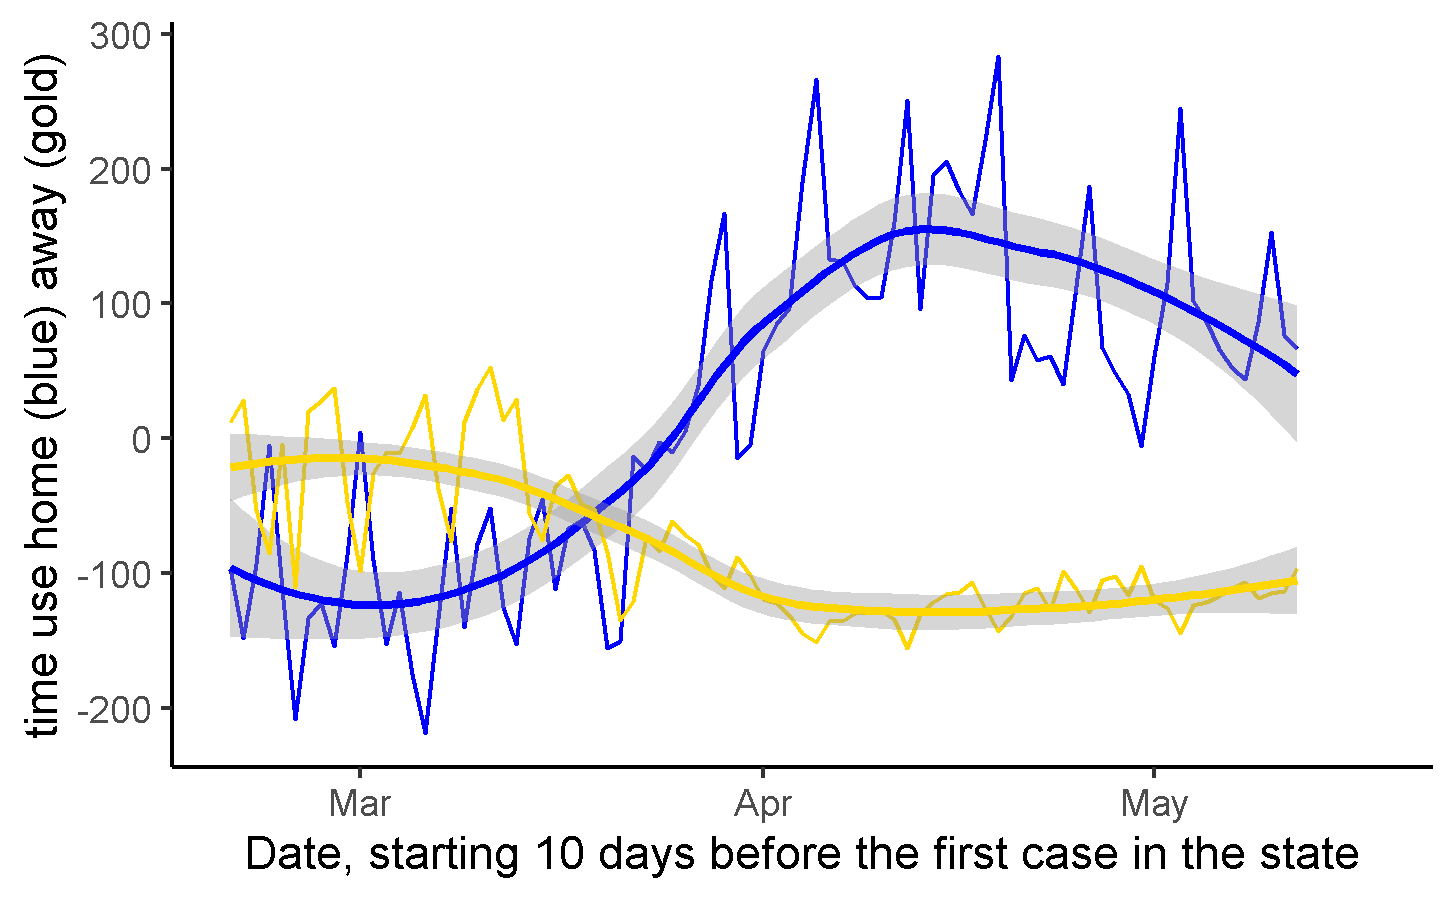 time use home (blue) away (gold)
300
200
100
0
-100
-200
Mar
Apr
May
Date, starting 10 days before the first case in the state